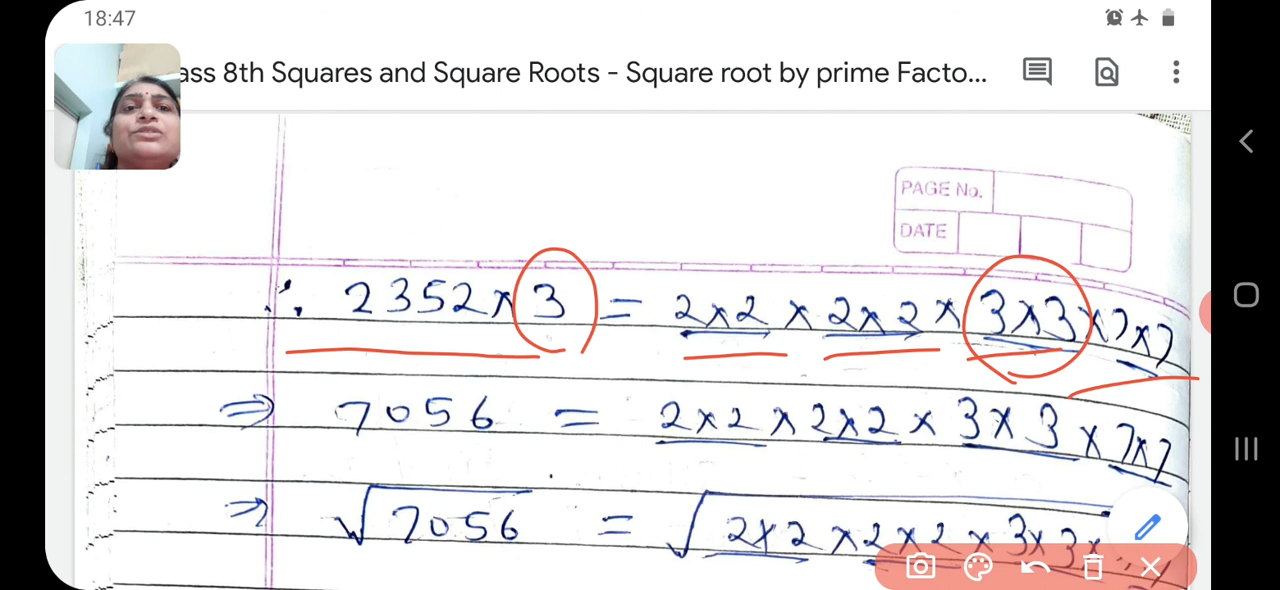 18:47
ass 8th Squares and Square Roots - Square root by prime Facto...
PAGE No.
DATE
∴ 2352×3 = 2×2 × 2×2 × 3×3×7×7
⇒ 7056 = 2×2×2×2 × 3×3 × 7×7
⇒ √7056 = √2×2×2×2 × 3×3×